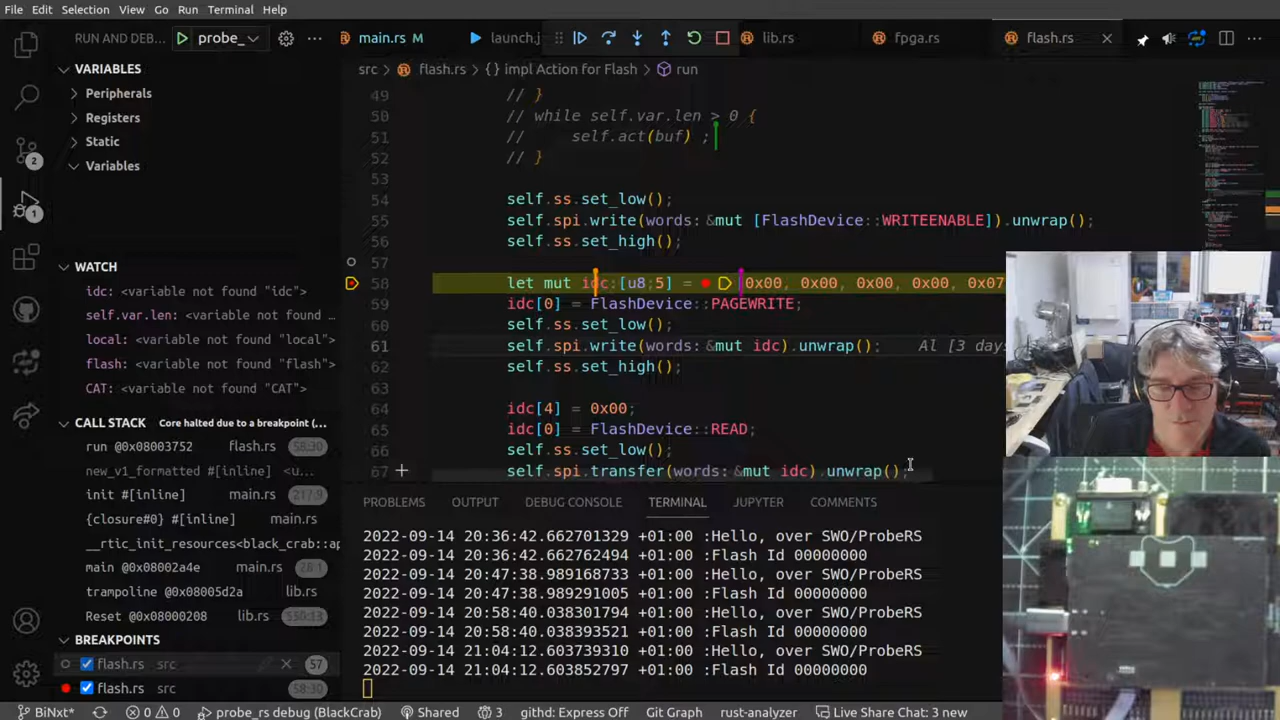 File Edit Selection View Go Run Terminal Help
RUN AND DEB... probe_ main.rs M launch.j lib.rs fpga.rs flash.rs
src > flash.rs > {} impl Action for Flash > run
VARIABLES
Peripherals
Registers
Static
Variables
WATCH
idc: <variable not found "idc">
self.var.len: <variable not found ...
local: <variable not found "local">
flash: <variable not found "flash">
CAT: <variable not found "CAT">
CALL STACK Core halted due to a breakpoint (...
run @0x08003752 flash.rs 58:30
new_v1_formatted #[inline] <u...
init #[inline] main.rs 21:9
{closure#0} #[inline] main.rs
__rtic_init_resources<black_crab::ap
main @0x08002a4e main.rs 28:1
trampoline @0x08005d2a lib.rs
Reset @0x08000208 lib.rs 550:13
BREAKPOINTS
flash.rs src 57
flash.rs src 58:30
49 // }
50 // while self.var.len > 0 {
51 // self.act(buf) ;
52 // }
53
54 self.ss.set_low();
55 self.spi.write(words: &mut [FlashDevice::WRITEENABLE]).unwrap();
56 self.ss.set_high();
57
58 let mut idc:[u8;5] = [0x00, 0x00, 0x00, 0x00, 0x07
59 idc[0] = FlashDevice::PAGEWRITE;
60 self.ss.set_low();
61 self.spi.write(words: &mut idc).unwrap(); Al [3 days
62 self.ss.set_high();
63
64 idc[4] = 0x00;
65 idc[0] = FlashDevice::READ;
66 self.ss.set_low();
67 self.spi.transfer(words: &mut idc).unwrap();
PROBLEMS OUTPUT DEBUG CONSOLE TERMINAL JUPYTER COMMENTS
2022-09-14 20:36:42.662701329 +01:00 :Hello, over SWO/ProbeRS
2022-09-14 20:36:42.662762494 +01:00 :Flash Id 00000000
2022-09-14 20:47:38.989168733 +01:00 :Hello, over SWO/ProbeRS
2022-09-14 20:47:38.989291005 +01:00 :Flash Id 00000000
2022-09-14 20:58:40.038301794 +01:00 :Hello, over SWO/ProbeRS
2022-09-14 20:58:40.038393521 +01:00 :Flash Id 00000000
2022-09-14 21:04:12.603739310 +01:00 :Hello, over SWO/ProbeRS
2022-09-14 21:04:12.603852797 +01:00 :Flash Id 00000000
2
1
BiNxt* 0 0 probe_rs debug (BlackCrab) Shared 3 githd: Express Off Git Graph rust-analyzer Live Share Chat: 3 new